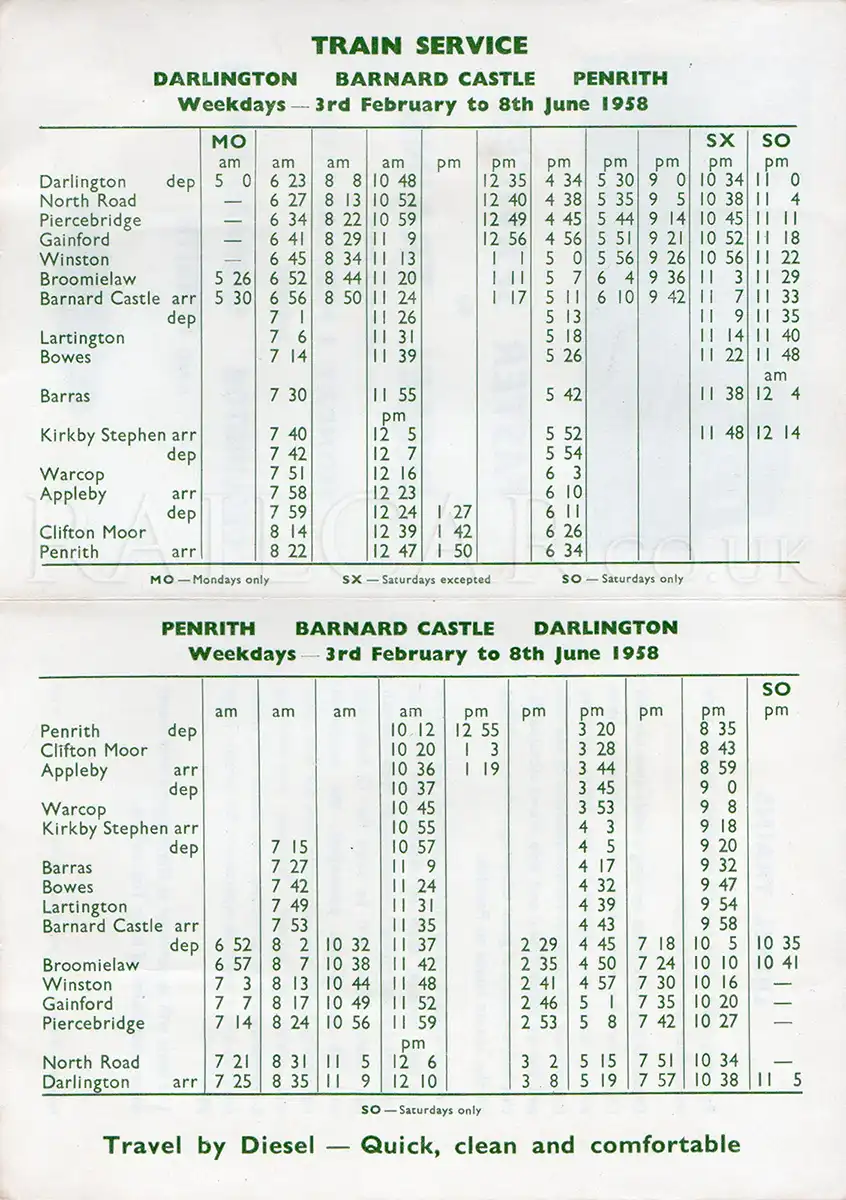 TRAIN SERVICE
DARLINGTON BARNARD CASTLE PENRITH
Weekdays — 3rd February to 8th June 1958
MO SX SO
am am am am pm pm pm pm pm pm pm
Darlington dep 5 0 6 23 8 8 10 48 12 35 4 34 5 30 9 0 10 34 11 0
North Road — 6 27 8 13 10 52 12 40 4 38 5 35 9 5 10 38 11 4
Piercebridge — 6 34 8 22 10 59 12 49 4 45 5 44 9 14 10 45 11 11
Gainford — 6 41 8 29 11 9 12 56 4 56 5 51 9 21 10 52 11 18
Winston — 6 45 8 34 11 13 1 1 5 0 5 56 9 26 10 56 11 22
Broomielaw 5 26 6 52 8 44 11 20 1 11 5 7 6 4 9 36 11 3 11 29
Barnard Castle arr 5 30 6 56 8 50 11 24 1 17 5 11 6 10 9 42 11 7 11 33
dep 7 1 11 26 5 13 11 9 11 35
Lartington 7 6 11 31 5 18 11 14 11 40
Bowes 7 14 11 39 5 26 11 22 11 48
am
Barras 7 30 11 55 5 42 11 38 12 4
pm
Kirkby Stephen arr 7 40 12 5 5 52 11 48 12 14
dep 7 42 12 7 5 54
Warcop 7 51 12 16 6 3
Appleby arr 7 58 12 23 6 10
dep 7 59 12 24 1 27 6 11
Clifton Moor 8 14 12 39 1 42 6 26
Penrith arr 8 22 12 47 1 50 6 34
RAILCAR.CO.UK
MO — Mondays only SX — Saturdays excepted SO — Saturdays only
PENRITH BARNARD CASTLE DARLINGTON
Weekdays — 3rd February to 8th June 1958
SO
am am am am pm pm pm pm pm pm
Penrith dep 10 12 12 55 3 20 8 35
Clifton Moor 10 20 1 3 3 28 8 43
Appleby arr 10 36 1 19 3 44 8 59
dep 10 37 3 45 9 0
Warcop 10 45 3 53 9 8
Kirkby Stephen arr 10 55 4 3 9 18
dep 7 15 10 57 4 5 9 20
Barras 7 27 11 9 4 17 9 32
Bowes 7 42 11 24 4 32 9 47
Lartington 7 49 11 31 4 39 9 54
Barnard Castle arr 7 53 11 35 4 43 9 58
dep 6 52 8 2 10 32 11 37 2 29 4 45 7 18 10 5 10 35
Broomielaw 6 57 8 7 10 38 11 42 2 35 4 50 7 24 10 10 10 41
Winston 7 3 8 13 10 44 11 48 2 41 4 57 7 30 10 16 —
Gainford 7 7 8 17 10 49 11 52 2 46 5 1 7 35 10 20 —
Piercebridge 7 14 8 24 10 56 11 59 2 53 5 8 7 42 10 27 —
pm
North Road 7 21 8 31 11 5 12 6 3 2 5 15 7 51 10 34 —
Darlington arr 7 25 8 35 11 9 12 10 3 8 5 19 7 57 10 38 11 5
SO — Saturdays only
Travel by Diesel — Quick, clean and comfortable